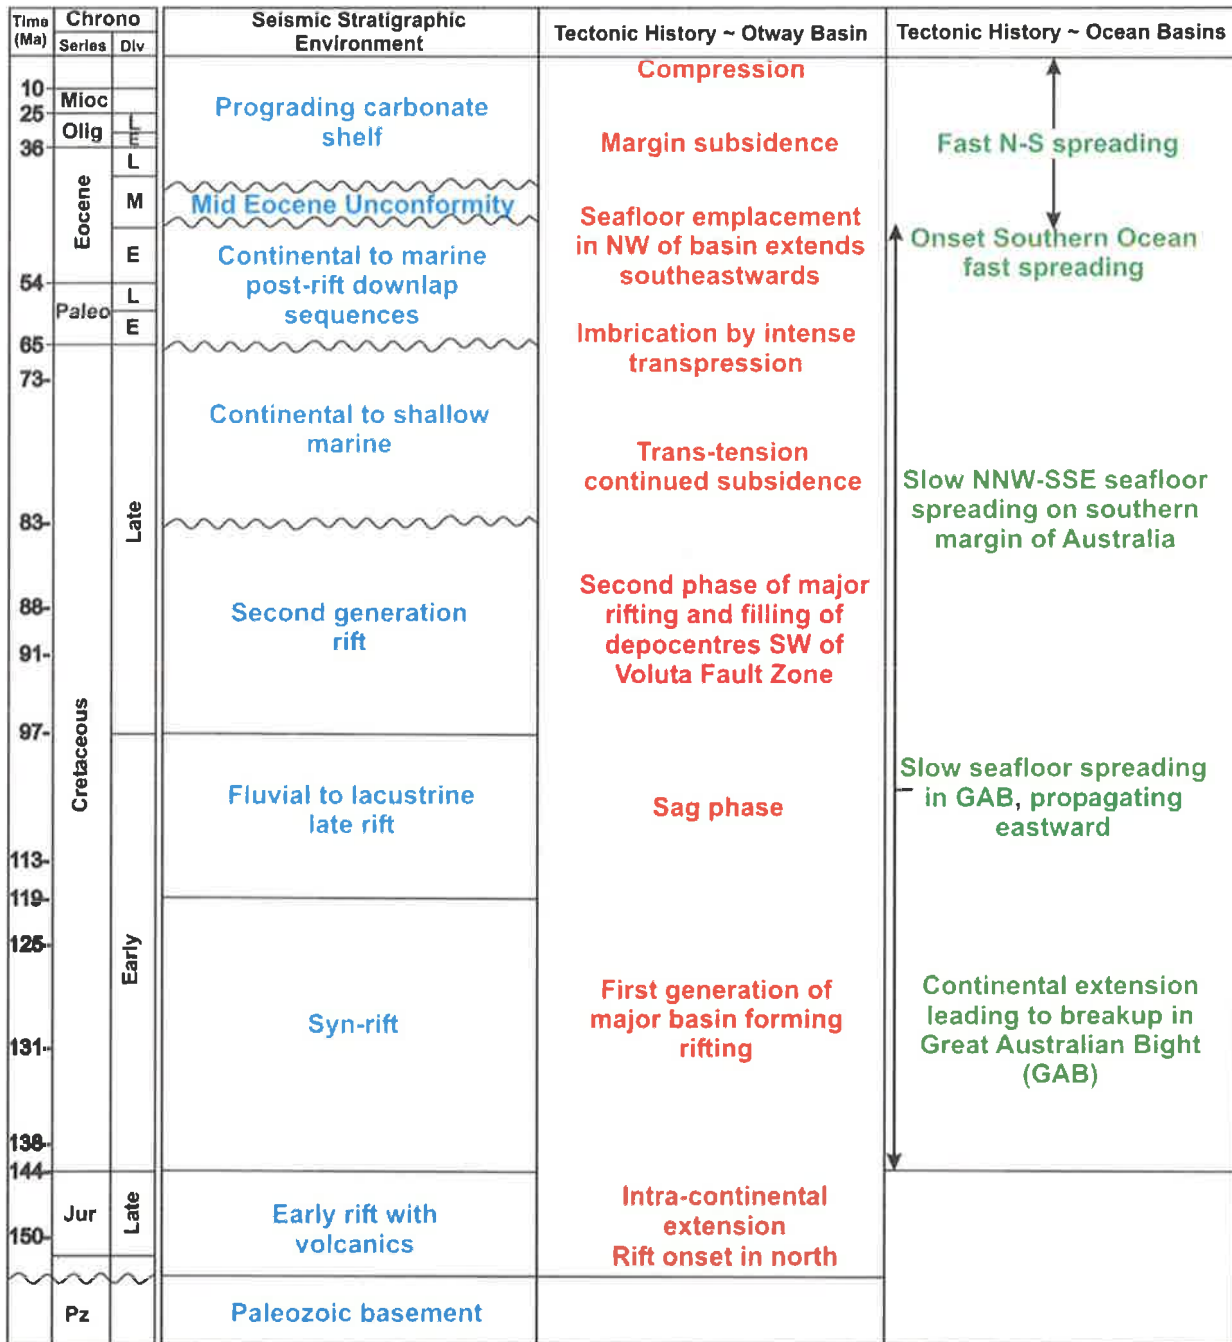 Time (Ma)
Chrono
Series
Div
Seismic Stratigraphic
Environment
Tectonic History ~ Otway Basin
Tectonic History ~ Ocean Basins
10
25
36
54
65
73
83
88
91
97
113
119
125
131
138
144
150
Mioc
Olig
Eocene
Paleo
Cretaceous
Jur
Pz
L
E
L
M
E
L
E
Late
Early
Late
Prograding carbonate
shelf
Mid Eocene Unconformity
Continental to marine
post-rift downlap
sequences
Continental to shallow
marine
Second generation
rift
Fluvial to lacustrine
late rift
Syn-rift
Early rift with
volcanics
Paleozoic basement
Compression
Margin subsidence
Seafloor emplacement
in NW of basin extends
southeastwards
Imbrication by intense
transpression
Trans-tension
continued subsidence
Second phase of major
rifting and filling of
depocentres SW of
Voluta Fault Zone
Sag phase
First generation of
major basin forming
rifting
Intra-continental
extension
Rift onset in north
Fast N-S spreading
Onset Southern Ocean
fast spreading
Slow NNW-SSE seafloor
spreading on southern
margin of Australia
Slow seafloor spreading
in GAB, propagating
eastward
Continental extension
leading to breakup in
Great Australian Bight
(GAB)